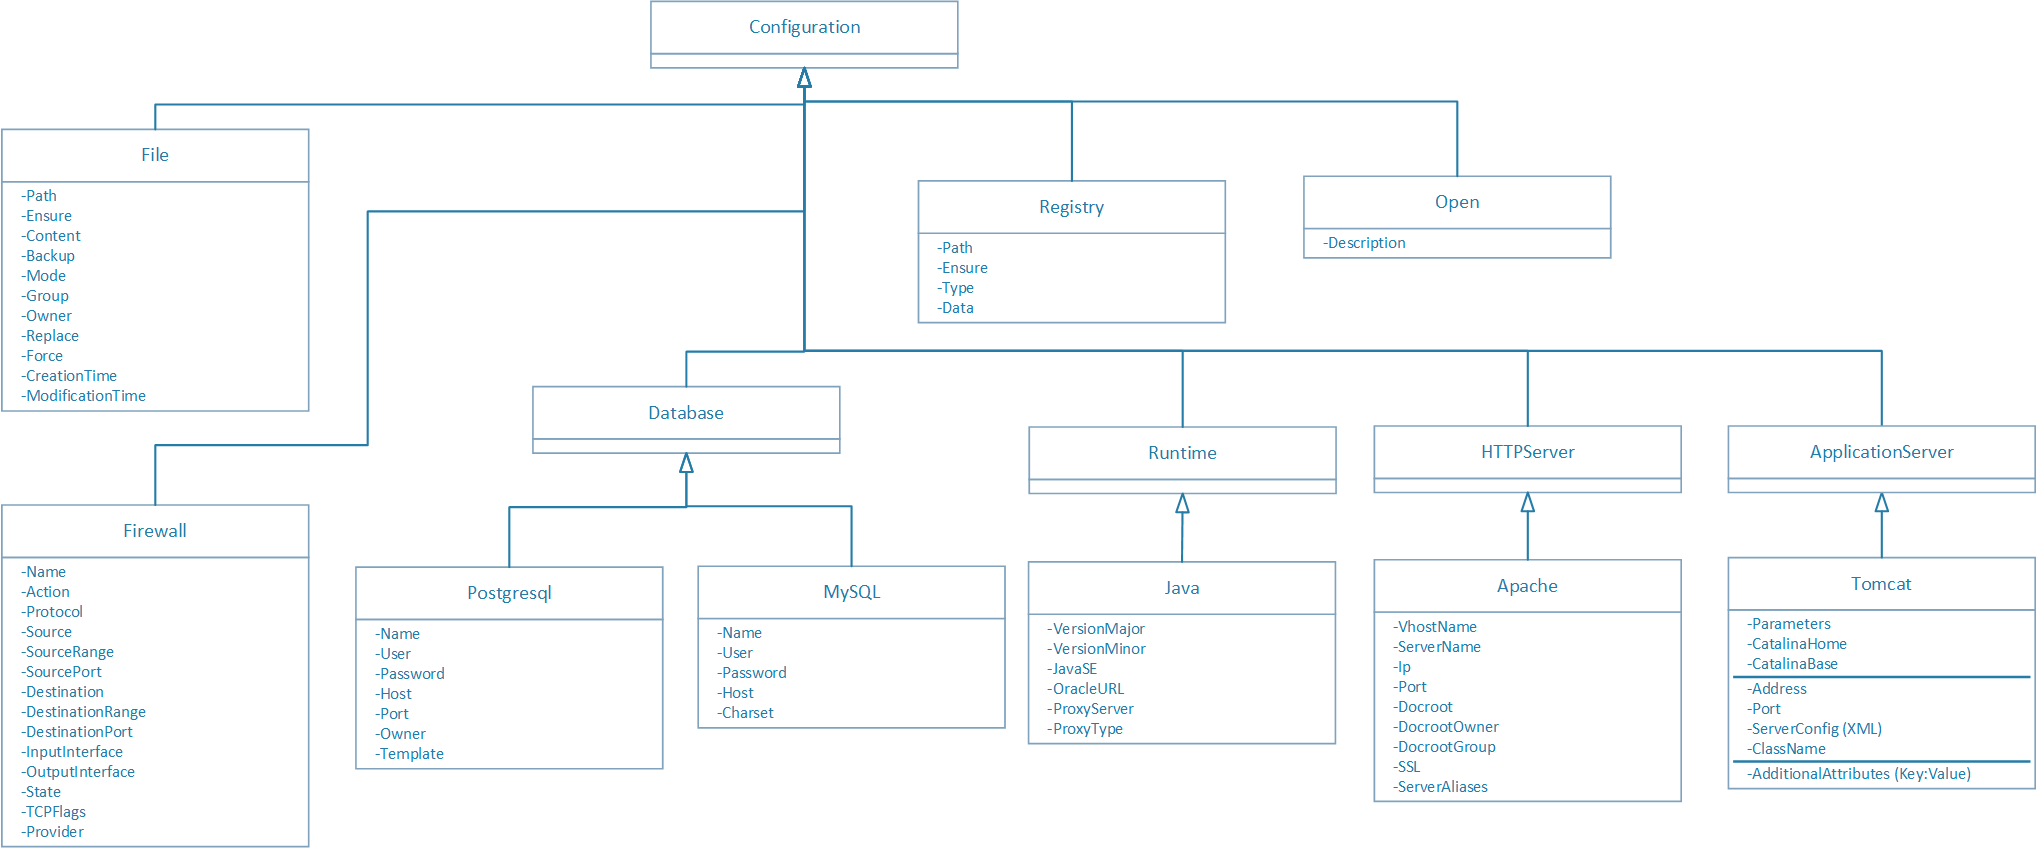 Configuration
File
-Path
-Ensure
-Content
-Backup
-Mode
-Group
-Owner
-Replace
-Force
-CreationTime
-ModificationTime
Registry
-Path
-Ensure
-Type
-Data
Open
-Description
Firewall
-Name
-Action
-Protocol
-Source
-SourceRange
-SourcePort
-Destination
-DestinationRange
-DestinationPort
-InputInterface
-OutputInterface
-State
-TCPFlags
-Provider
Database
Postgresql
-Name
-User
-Password
-Host
-Port
-Owner
-Template
MySQL
-Name
-User
-Password
-Host
-Charset
Runtime
Java
-VersionMajor
-VersionMinor
-JavaSE
-OracleURL
-ProxyServer
-ProxyType
HTTPServer
Apache
-VhostName
-ServerName
-Ip
-Port
-Docroot
-DocrootOwner
-DocrootGroup
-SSL
-ServerAliases
ApplicationServer
Tomcat
-Parameters
-CatalinaHome
-CatalinaBase
-Address
-Port
-ServerConfig (XML)
-ClassName
-AdditionalAttributes (Key:Value)